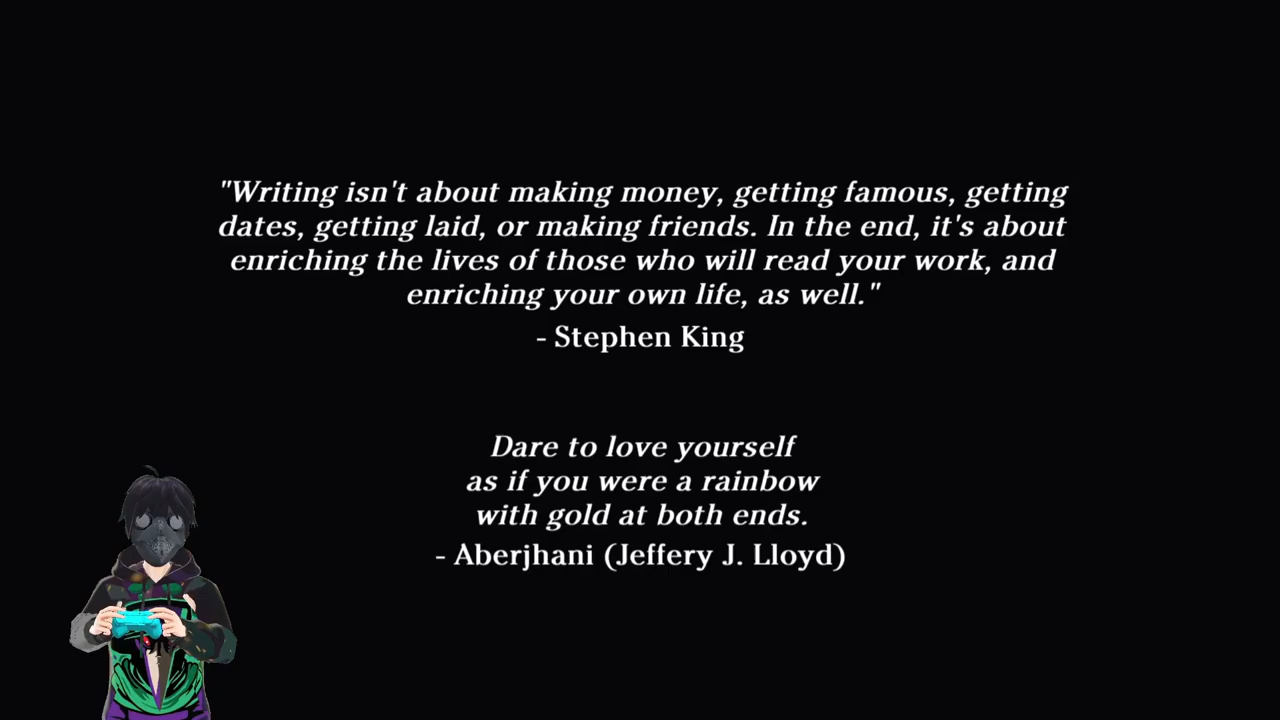 "Writing isn't about making money, getting famous, getting
dates, getting laid, or making friends. In the end, it's about
enriching the lives of those who will read your work, and
enriching your own life, as well."
- Stephen King
Dare to love yourself
as if you were a rainbow
with gold at both ends.
- Aberjhani (Jeffery J. Lloyd)